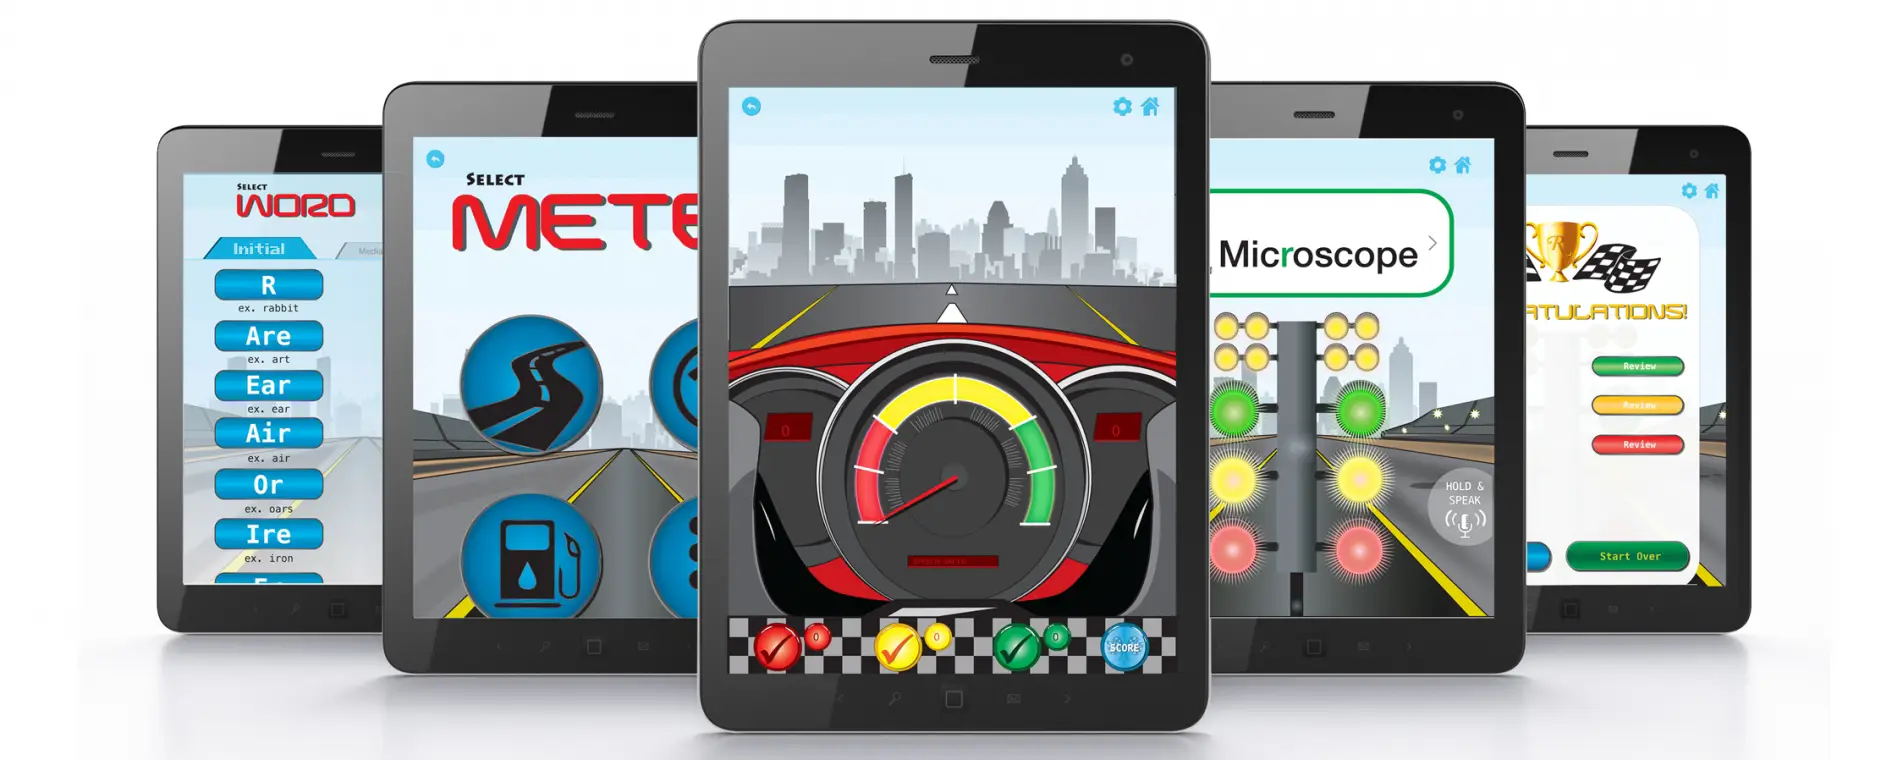 SELECT
WORD
Initial
Media
R
ex. rabbit
Are
ex. art
Ear
ex. ear
Air
ex. air
Or
ex. oars
Ire
ex. iron
SELECT
METE
0
0
0
0
0
SCORE
Microscope
HOLD &
SPEAK
R
ATULATIONS!
Review
Review
Review
Start Over